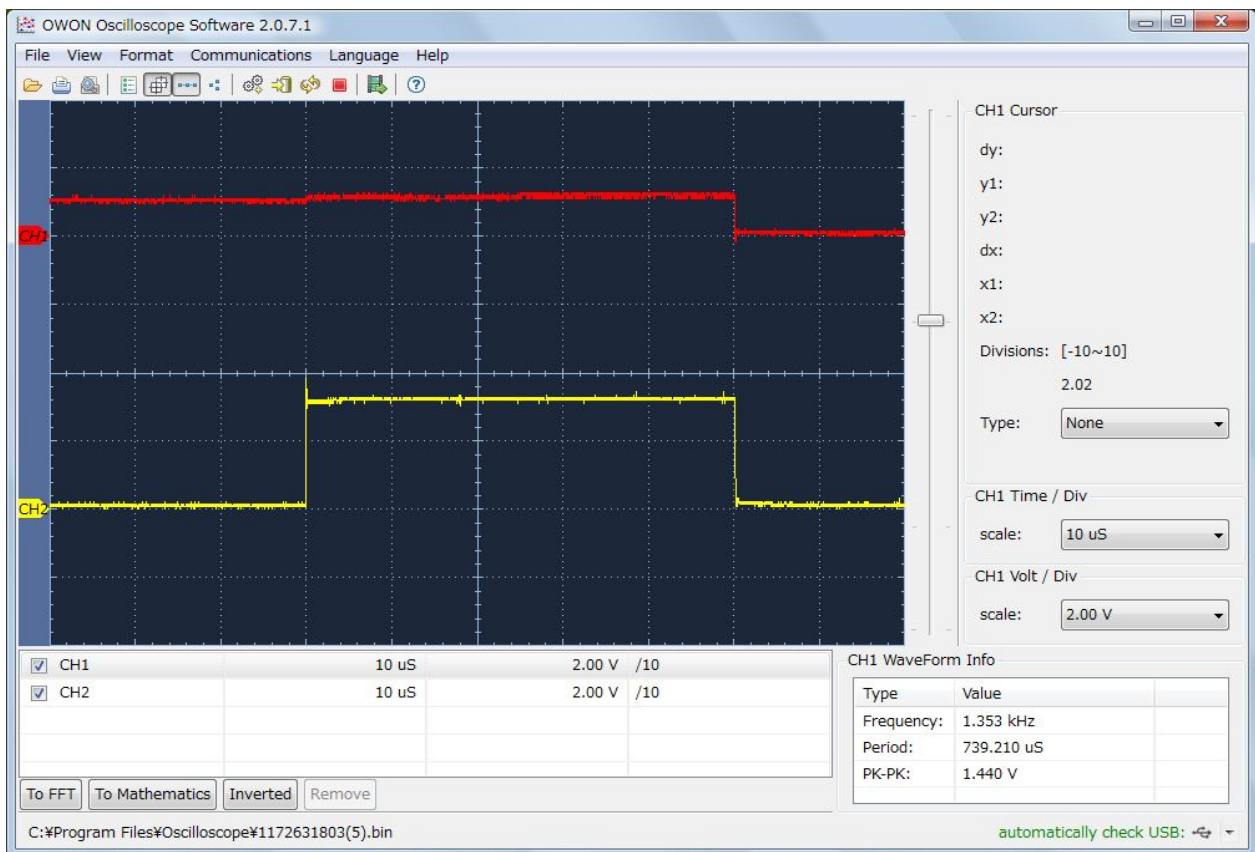 OWON Oscilloscope Software 2.0.7.1
File View Format Communications Language Help
CH1
CH2
CH1 Cursor
dy:
y1:
y2:
dx:
x1:
x2:
Divisions: [-10~10]
2.02
Type: None
CH1 Time / Div
scale: 10 uS
CH1 Volt / Div
scale: 2.00 V
CH1 10 uS 2.00 V /10
CH2 10 uS 2.00 V /10
CH1 WaveForm Info
Type Value
Frequency: 1.353 kHz
Period: 739.210 uS
PK-PK: 1.440 V
To FFT To Mathematics Inverted Remove
C:¥Program Files¥Oscilloscope¥1172631803(5).bin
automatically check USB: